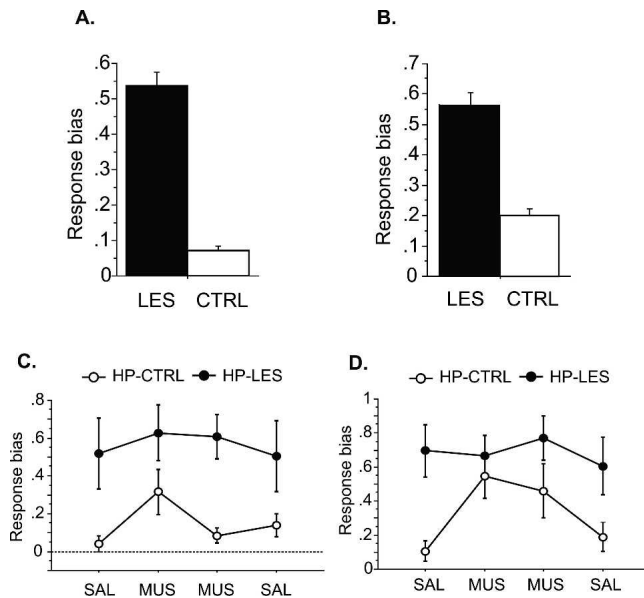 A.
Response bias
.6
.5
.4
.3
.2
.1
0
LES CTRL
B.
Response bias
.7
.6
.5
.4
.3
.2
.1
0
LES CTRL
C.
HP-CTRL HP-LES
Response bias
.8
.6
.4
.2
0
SAL MUS MUS SAL
D.
HP-CTRL HP-LES
Response bias
1
.8
.6
.4
.2
0
SAL MUS MUS SAL